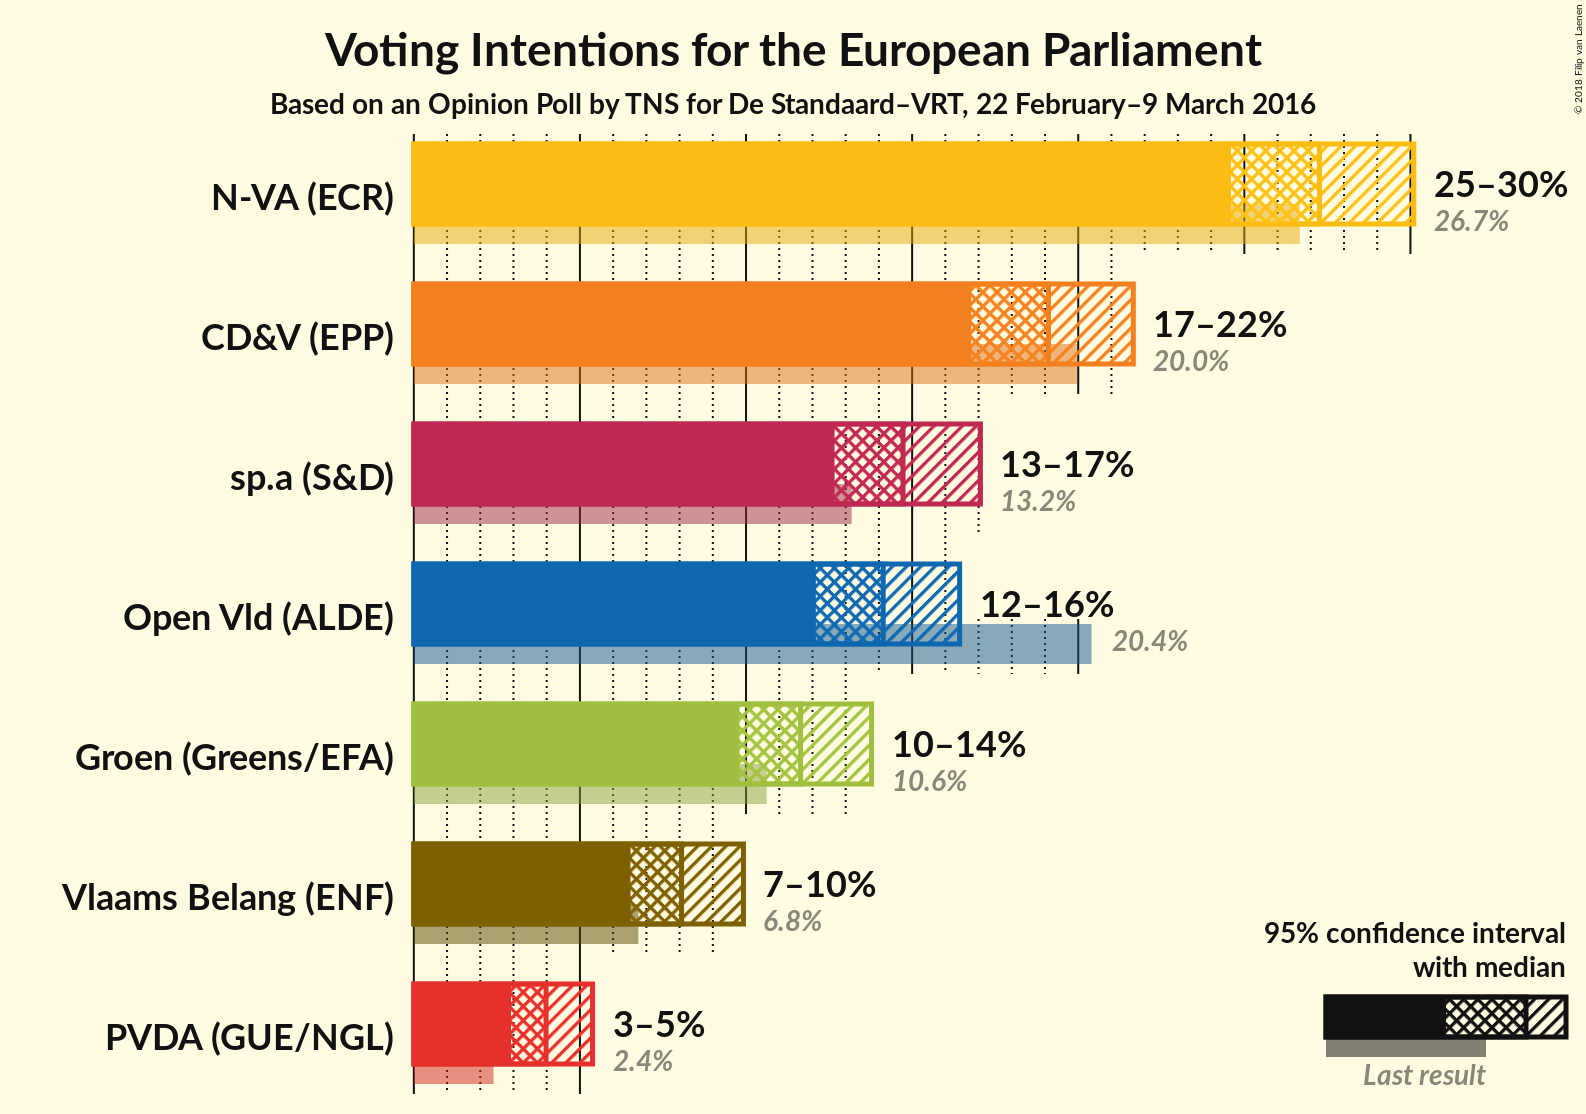 Voting Intentions for the European Parliament
Based on an Opinion Poll by TNS for De Standaard–VRT, 22 February–9 March 2016
© 2018 Filip van Laenen
N-VA (ECR)
25–30%
26.7%
CD&V (EPP)
17–22%
20.0%
sp.a (S&D)
13–17%
13.2%
Open Vld (ALDE)
12–16%
20.4%
Groen (Greens/EFA)
10–14%
10.6%
Vlaams Belang (ENF)
7–10%
6.8%
PVDA (GUE/NGL)
3–5%
2.4%
95% confidence interval
with median
Last result